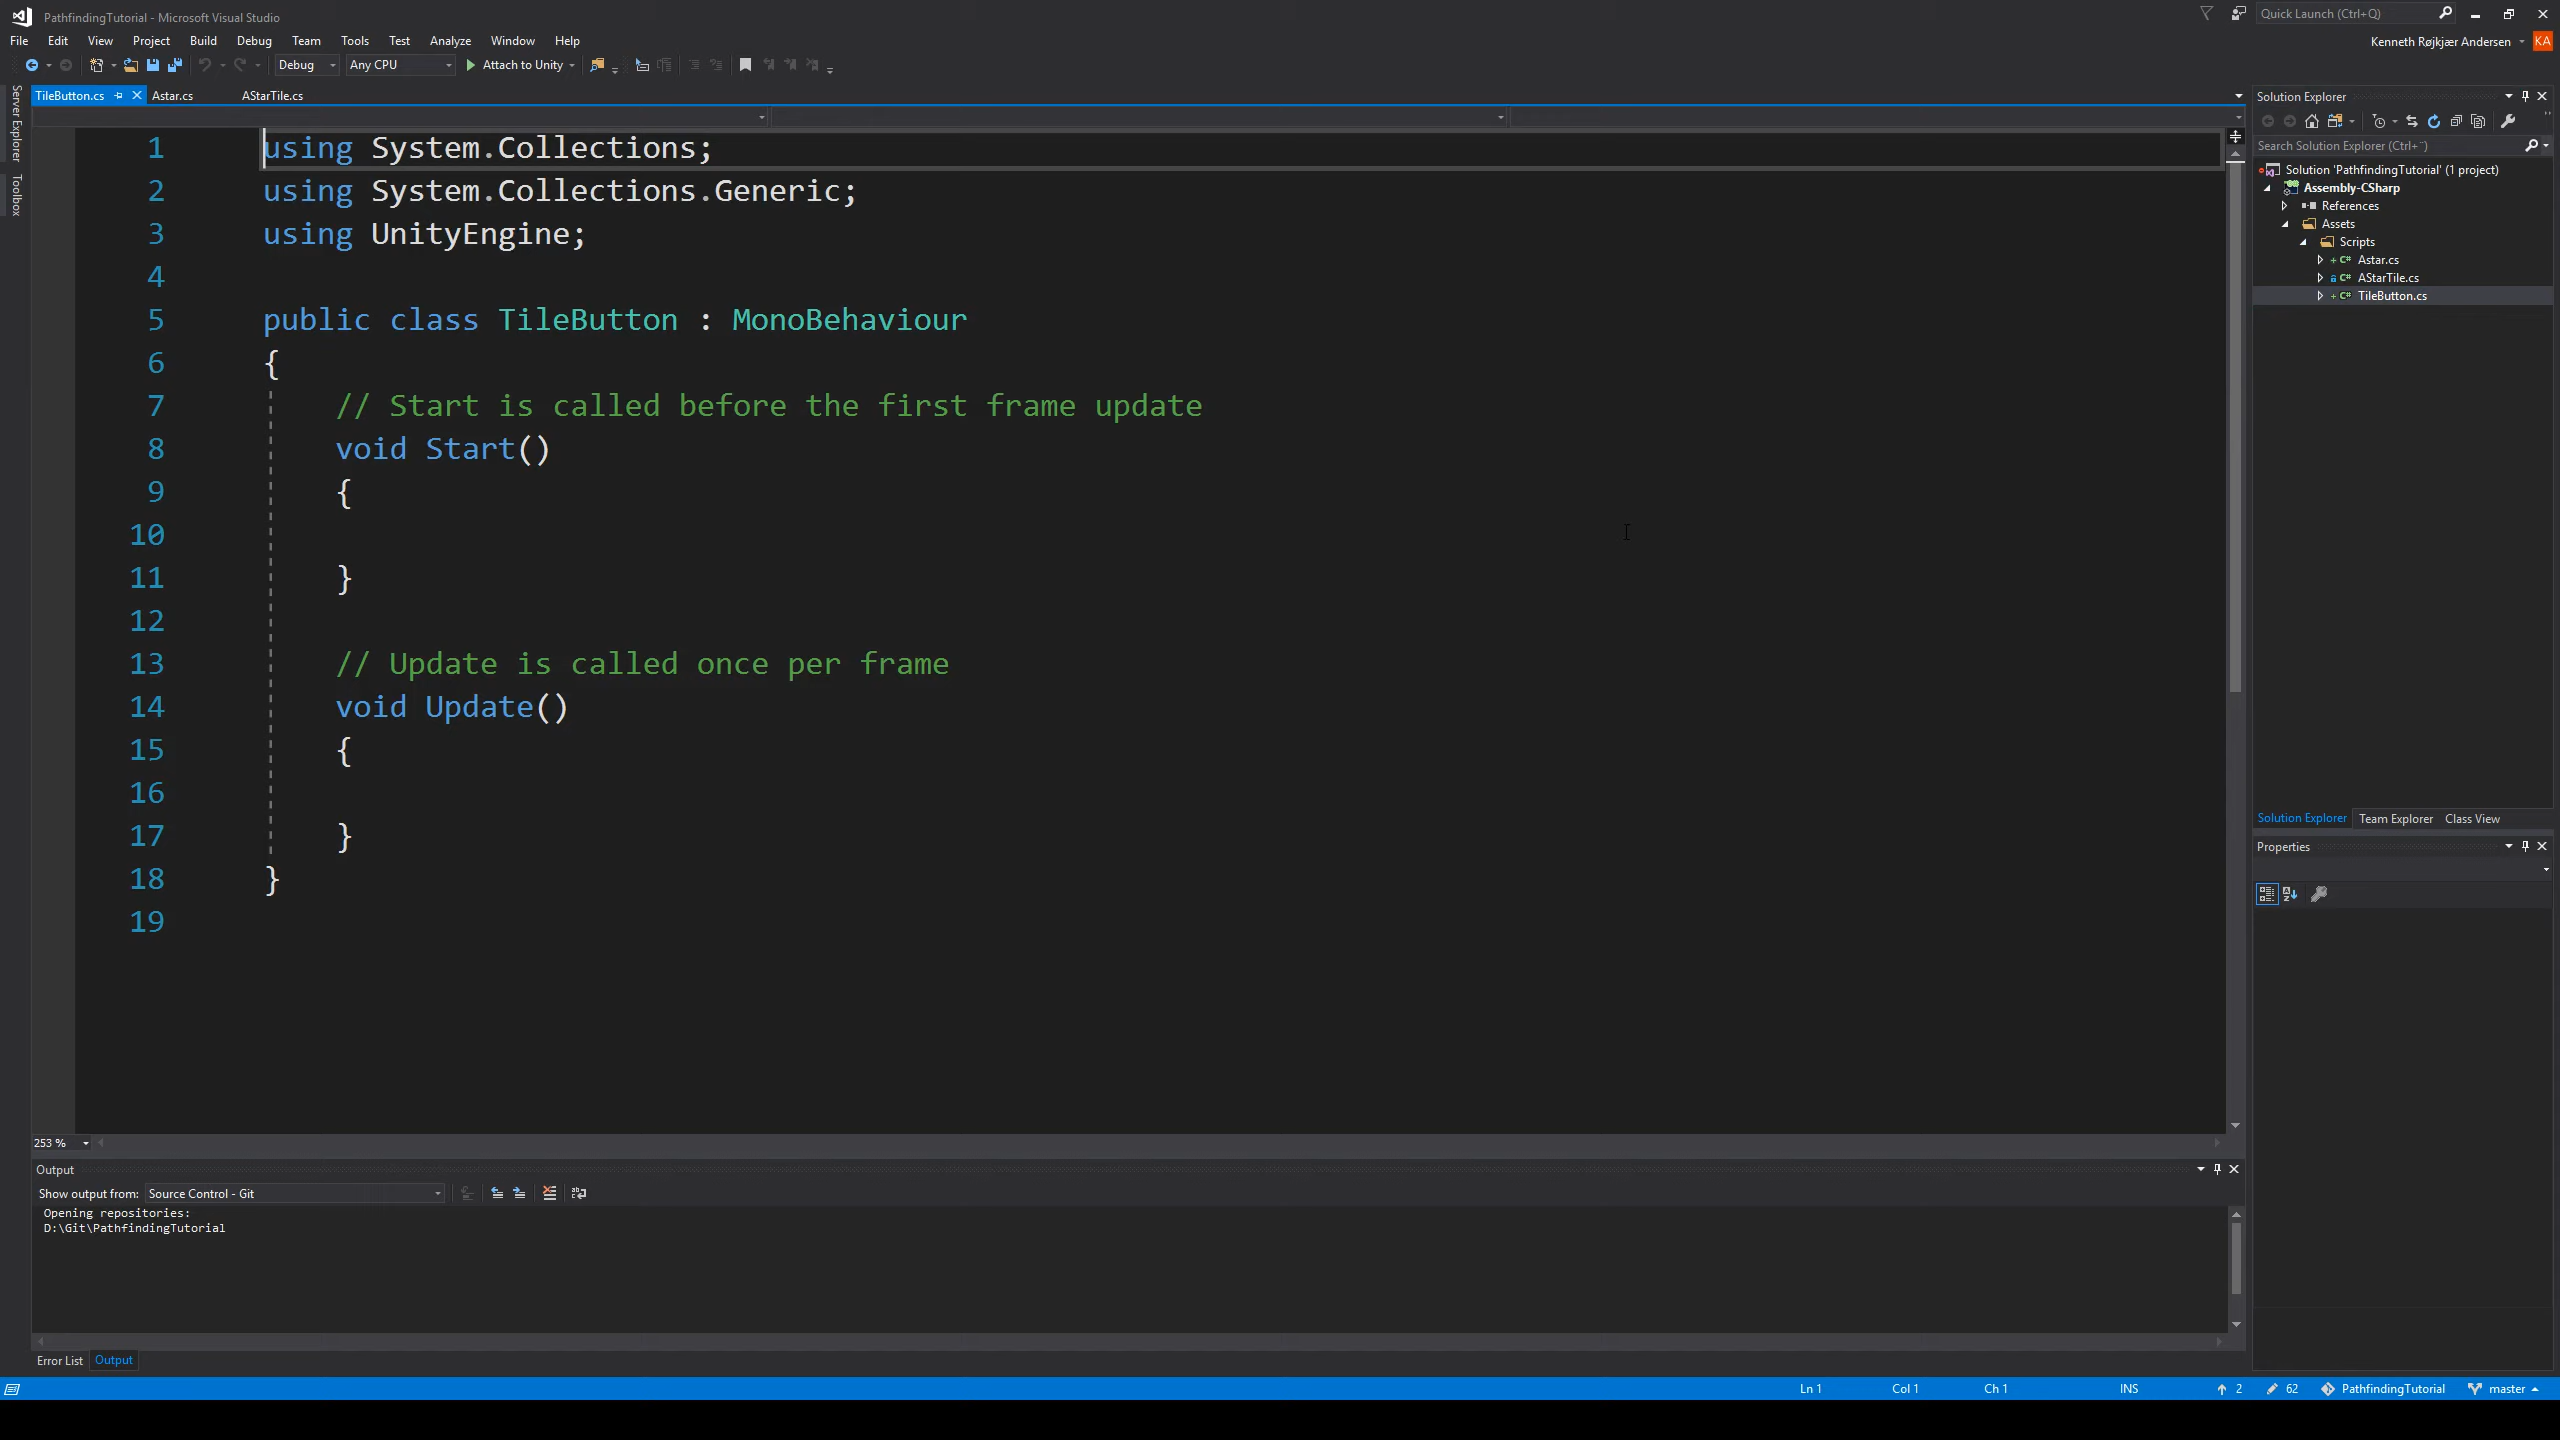 PathfindingTutorial - Microsoft Visual Studio
Quick Launch (Ctrl+Q)
File Edit View Project Build Debug Team Tools Test Analyze Window Help
Kenneth Røjkjær Andersen KA
Debug Any CPU Attach to Unity
TileButton.cs Astar.cs AStarTile.cs
Server Explorer
Toolbox
1 using System.Collections;
2 using System.Collections.Generic;
3 using UnityEngine;
4
5 public class TileButton : MonoBehaviour
6 {
7 // Start is called before the first frame update
8 void Start()
9 {
10
11 }
12
13 // Update is called once per frame
14 void Update()
15 {
16
17 }
18 }
19
253 %
Output
Show output from: Source Control - Git
Opening repositories:
D:\Git\PathfindingTutorial
Error List Output
Solution Explorer
Search Solution Explorer (Ctrl+¨)
Solution 'PathfindingTutorial' (1 project)
Assembly-CSharp
References
Assets
Scripts
C# Astar.cs
C# AStarTile.cs
C# TileButton.cs
Solution Explorer Team Explorer Class View
Properties
Ln 1 Col 1 Ch 1 INS 2 62 PathfindingTutorial master